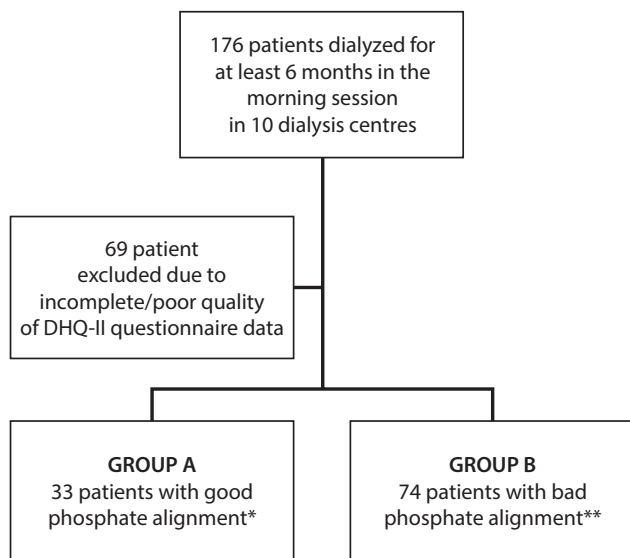 176 patients dialyzed for
at least 6 months in the
morning session
in 10 dialysis centres
69 patient
excluded due to
incomplete/poor quality
of DHQ-II questionnaire data
GROUP A
33 patients with good
phosphate alignment*
GROUP B
74 patients with bad
phosphate alignment**